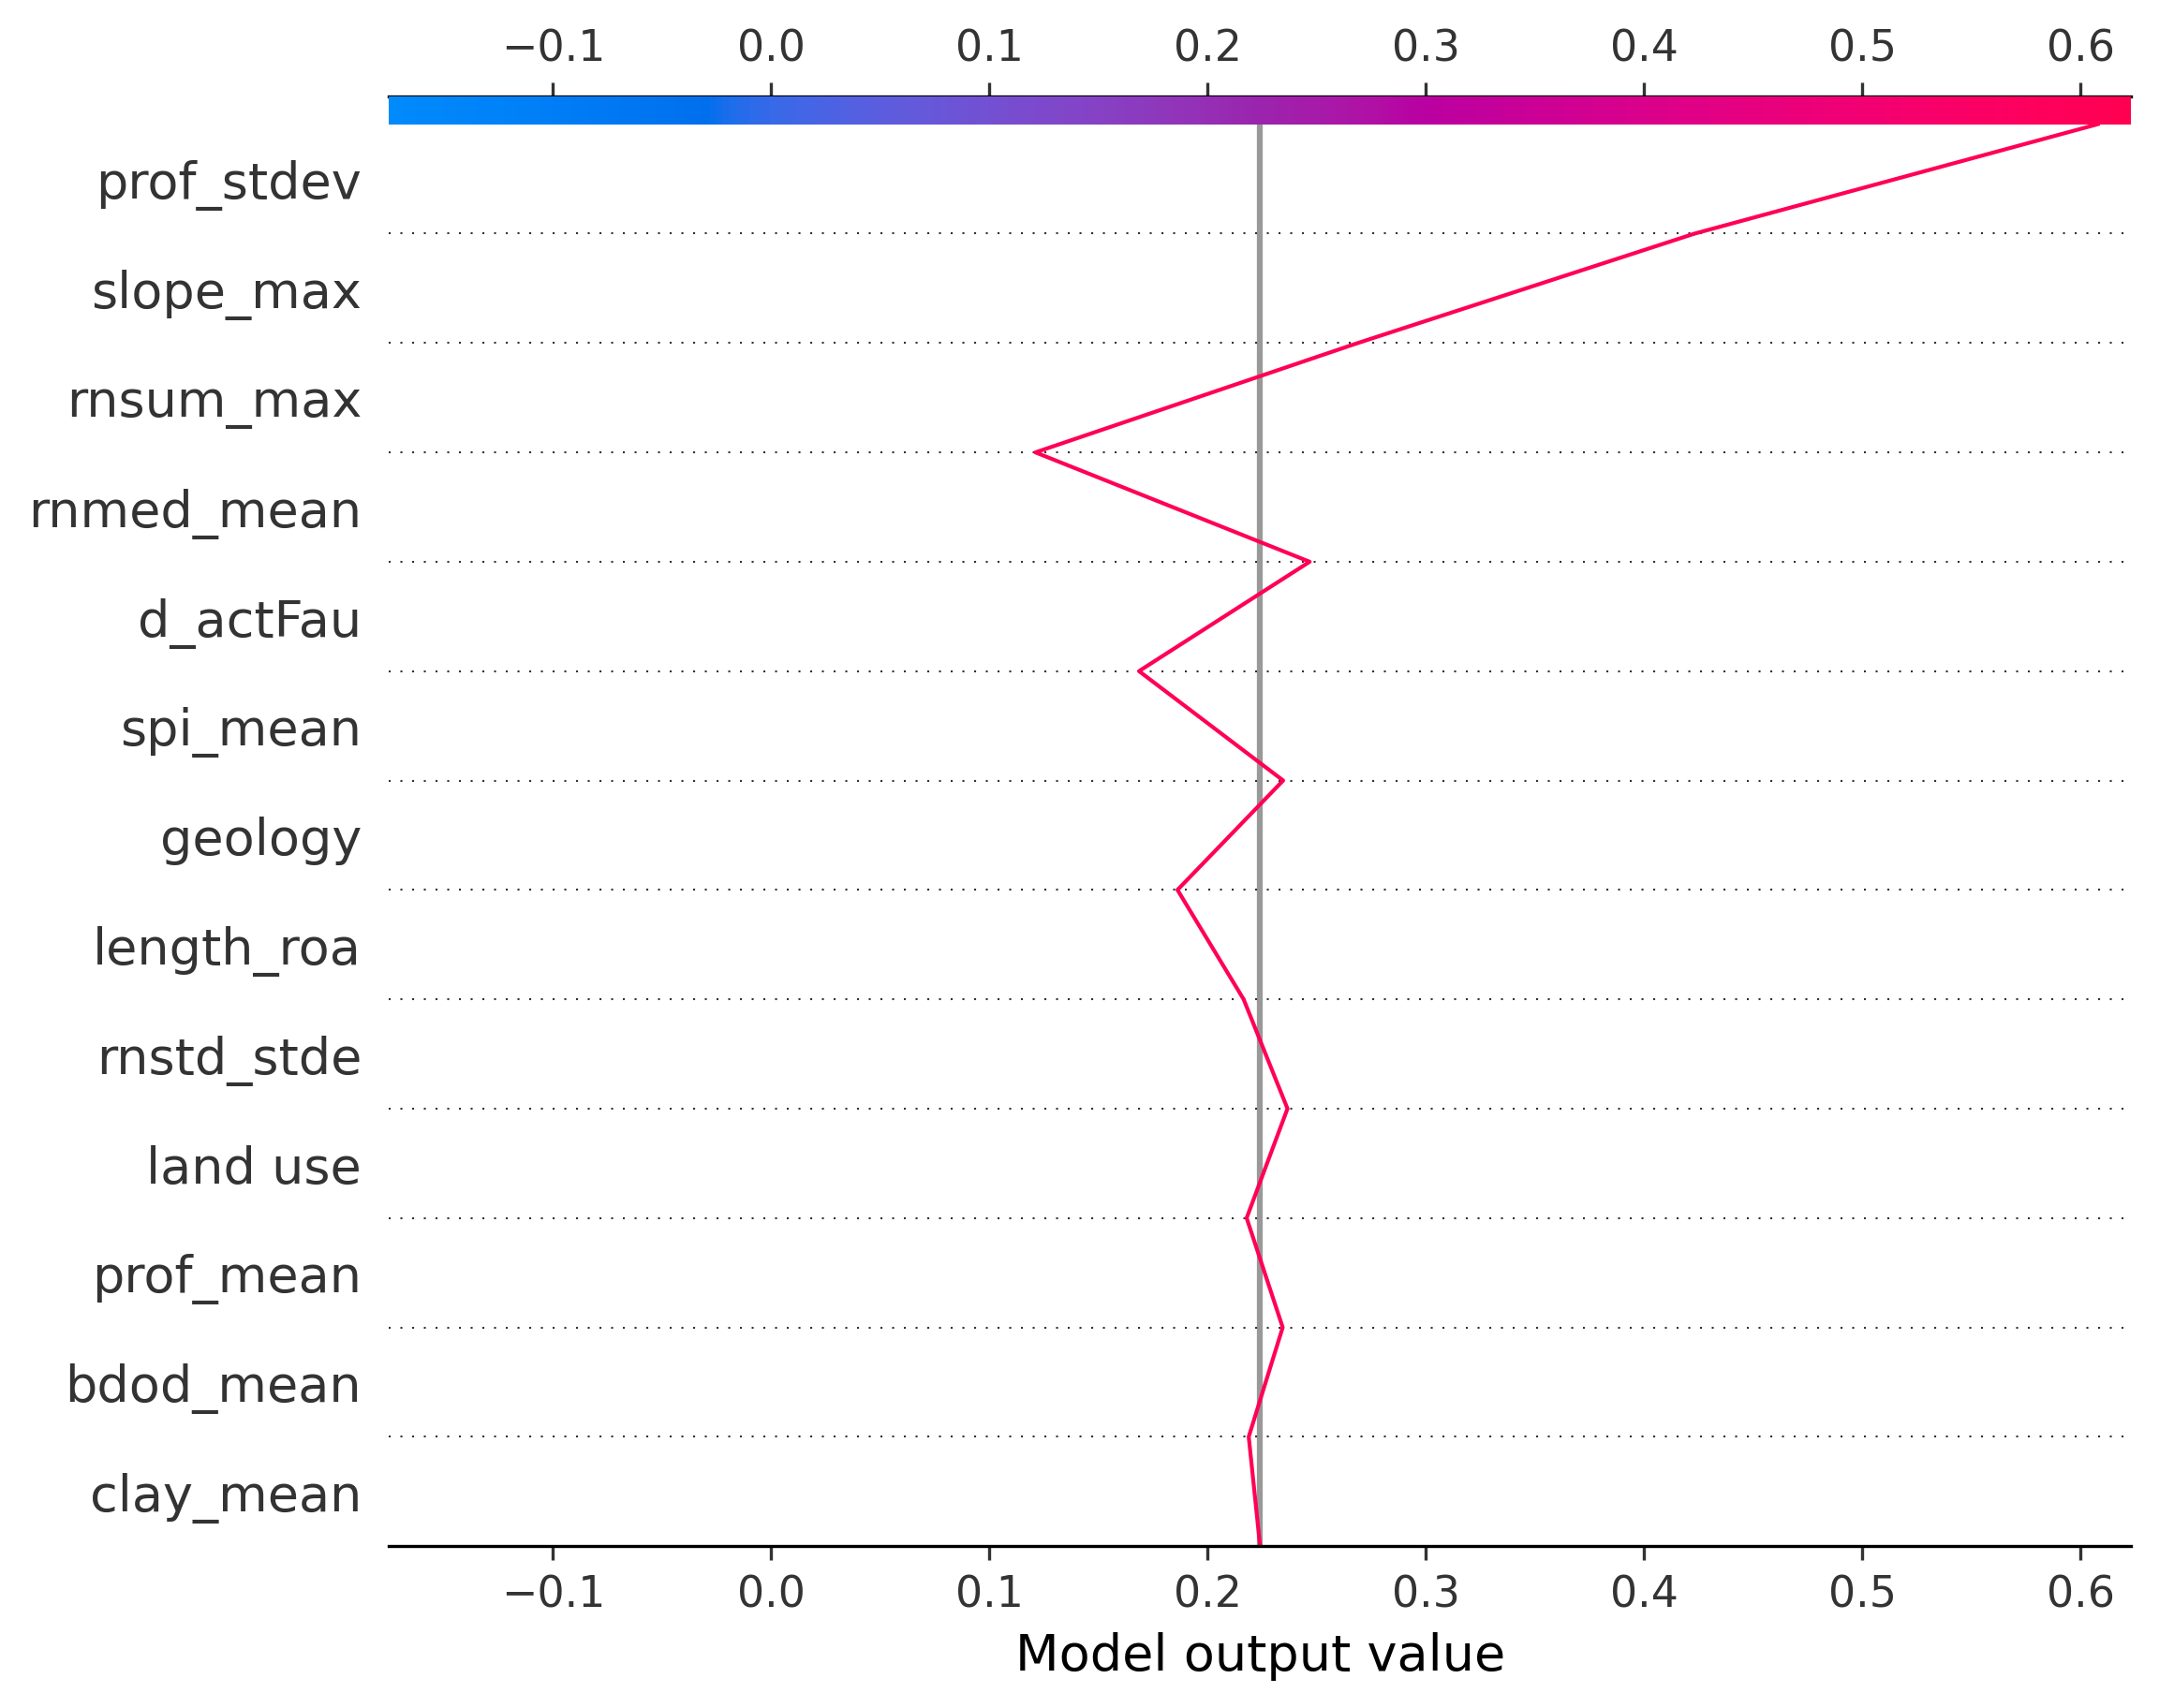 −0.1 0.0 0.1 0.2 0.3 0.4 0.5 0.6
prof_stdev
slope_max
rnsum_max
rnmed_mean
d_actFau
spi_mean
geology
length_roa
rnstd_stde
land use
prof_mean
bdod_mean
clay_mean
−0.1 0.0 0.1 0.2 0.3 0.4 0.5 0.6
Model output value